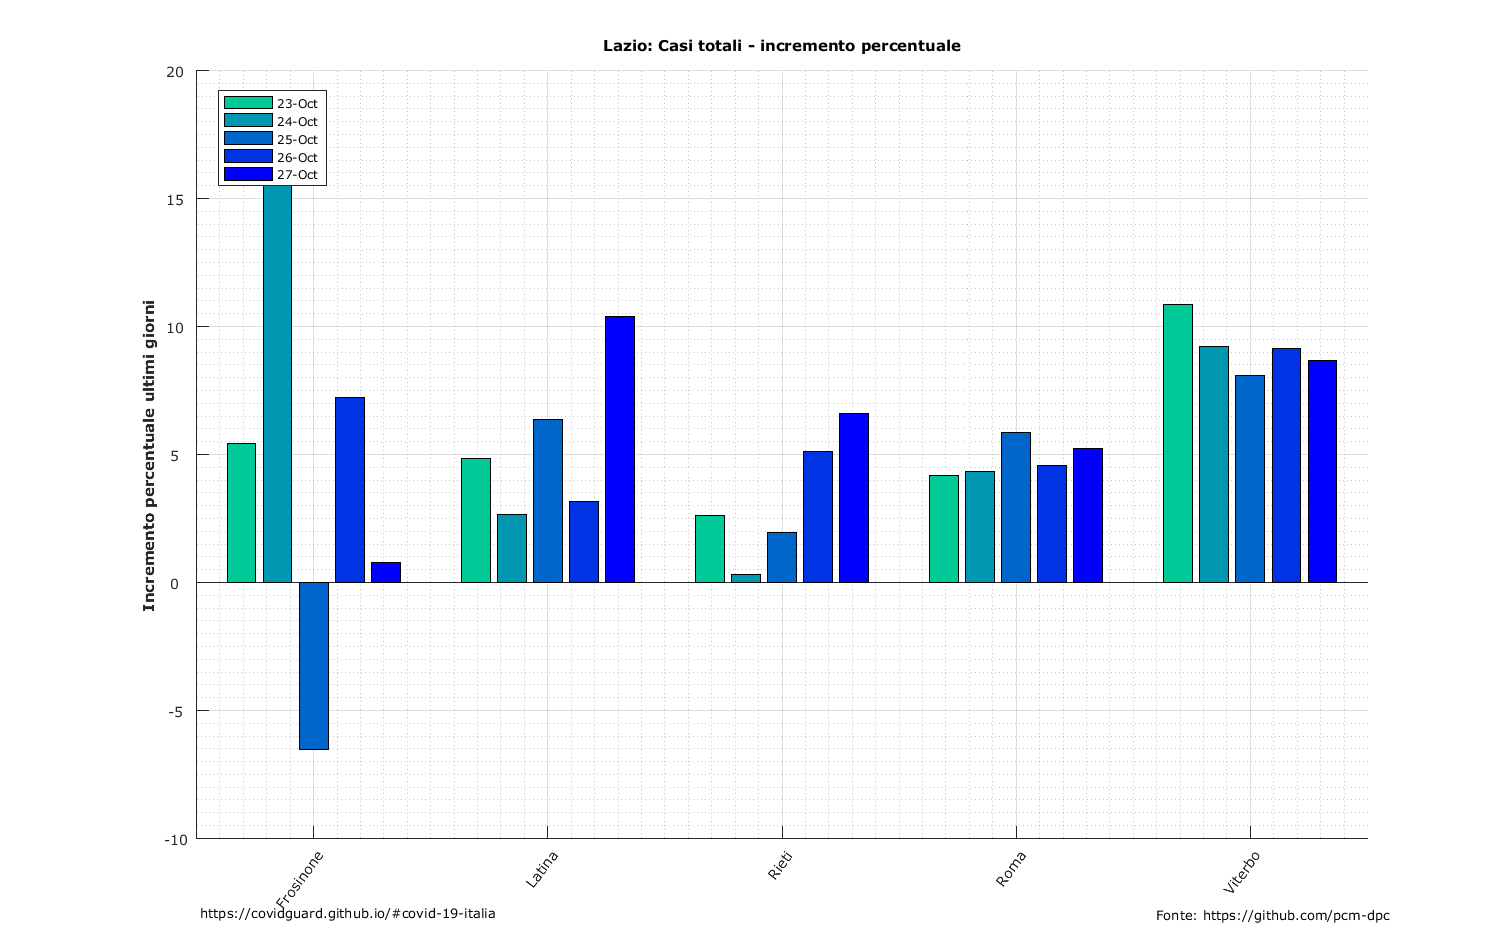 Lazio: Casi totali - incremento percentuale
Incremento percentuale ultimi giorni
20
15
10
5
0
-5
-10
23-Oct
24-Oct
25-Oct
26-Oct
27-Oct
Frosinone
Latina
Rieti
Roma
Viterbo
https://covidguard.github.io/#covid-19-italia
Fonte: https://github.com/pcm-dpc